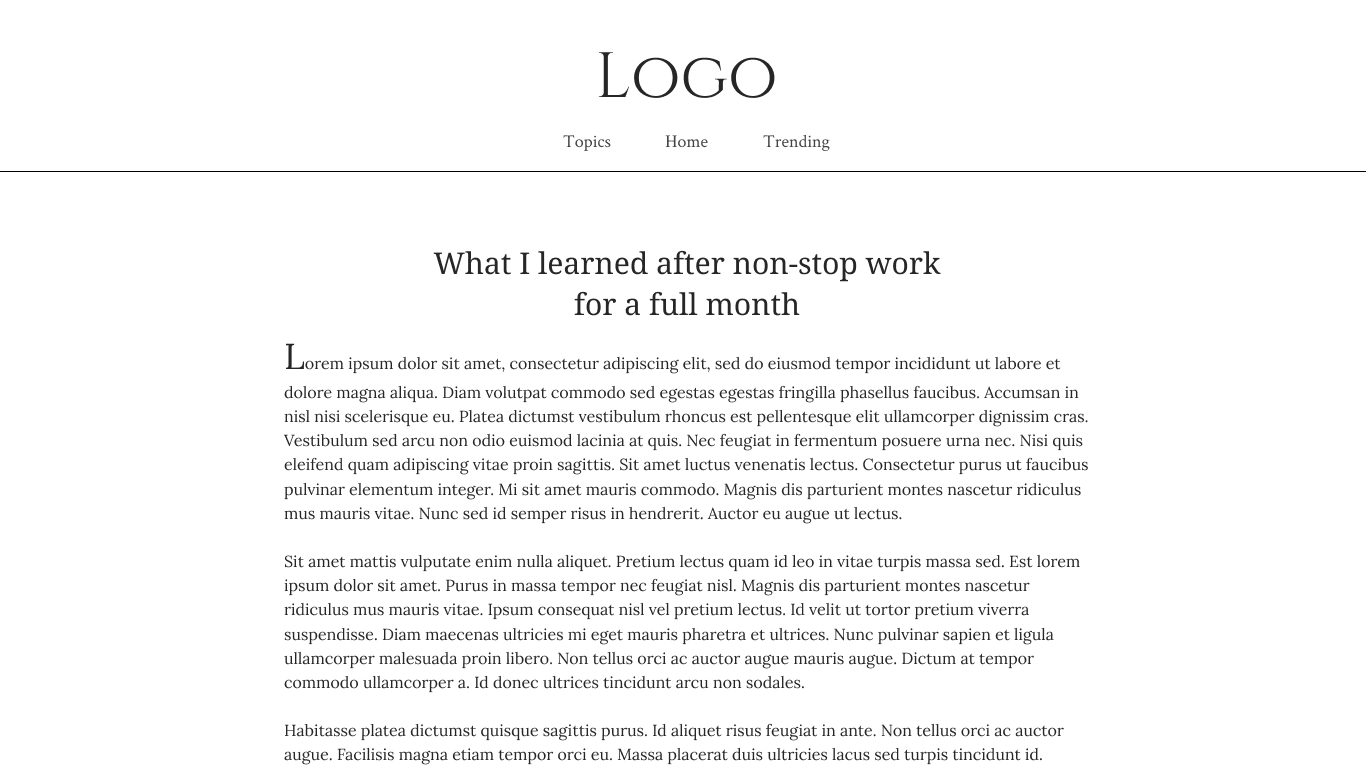 Logo
Topics Home Trending
What I learned after non-stop work
for a full month
Lorem ipsum dolor sit amet, consectetur adipiscing elit, sed do eiusmod tempor incididunt ut labore et
dolore magna aliqua. Diam volutpat commodo sed egestas egestas fringilla phasellus faucibus. Accumsan in
nisl nisi scelerisque eu. Platea dictumst vestibulum rhoncus est pellentesque elit ullamcorper dignissim cras.
Vestibulum sed arcu non odio euismod lacinia at quis. Nec feugiat in fermentum posuere urna nec. Nisi quis
eleifend quam adipiscing vitae proin sagittis. Sit amet luctus venenatis lectus. Consectetur purus ut faucibus
pulvinar elementum integer. Mi sit amet mauris commodo. Magnis dis parturient montes nascetur ridiculus
mus mauris vitae. Nunc sed id semper risus in hendrerit. Auctor eu augue ut lectus.
Sit amet mattis vulputate enim nulla aliquet. Pretium lectus quam id leo in vitae turpis massa sed. Est lorem
ipsum dolor sit amet. Purus in massa tempor nec feugiat nisl. Magnis dis parturient montes nascetur
ridiculus mus mauris vitae. Ipsum consequat nisl vel pretium lectus. Id velit ut tortor pretium viverra
suspendisse. Diam maecenas ultricies mi eget mauris pharetra et ultrices. Nunc pulvinar sapien et ligula
ullamcorper malesuada proin libero. Non tellus orci ac auctor augue mauris augue. Dictum at tempor
commodo ullamcorper a. Id donec ultrices tincidunt arcu non sodales.
Habitasse platea dictumst quisque sagittis purus. Id aliquet risus feugiat in ante. Non tellus orci ac auctor
augue. Facilisis magna etiam tempor orci eu. Massa placerat duis ultricies lacus sed turpis tincidunt id.